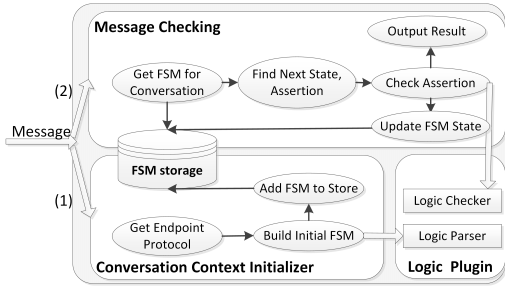 Message Checking
Output Result
Get FSM for
Conversation
Find Next State,
Assertion
Check Assertion
(2)
Update FSM State
Message
FSM storage
Add FSM to Store
(1)
Logic Checker
Get Endpoint
Protocol
Build Initial FSM
Logic Parser
Conversation Context Initializer
Logic Plugin